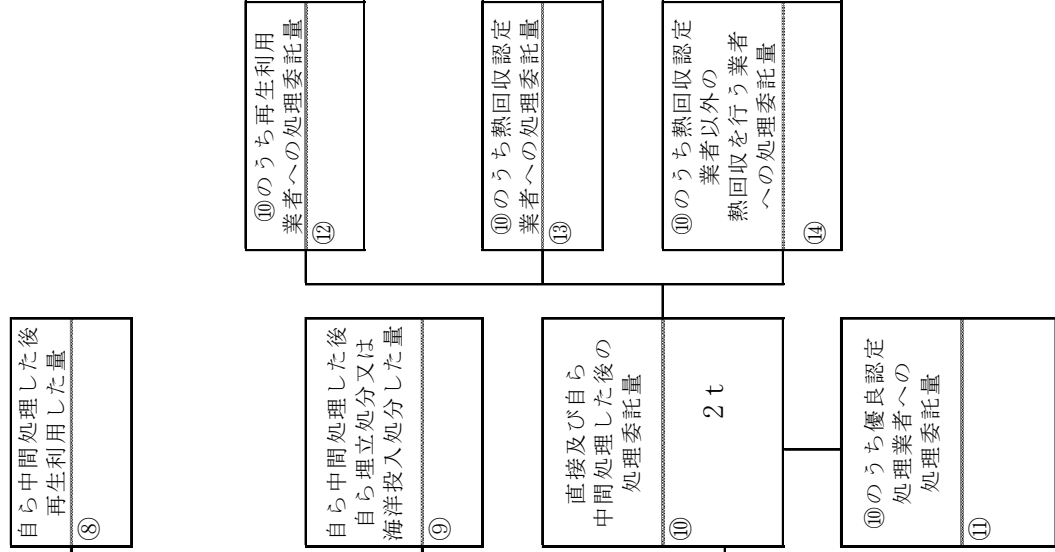 自ら中間処理した後
再生利用した量
⑧
自ら中間処理した後
自ら埋立処分又は
海洋投入処分した量
⑨
直接及び自ら
中間処理した後の
処理委託量
⑩
2ｔ
⑩のうち優良認定
処理業者への
処理委託量
⑪
⑩のうち再生利用
業者への処理委託量
⑫
⑩のうち熱回収認定
業者への処理委託量
⑬
⑩のうち熱回収認定
業者以外の
熱回収を行う業者
への処理委託量
⑭